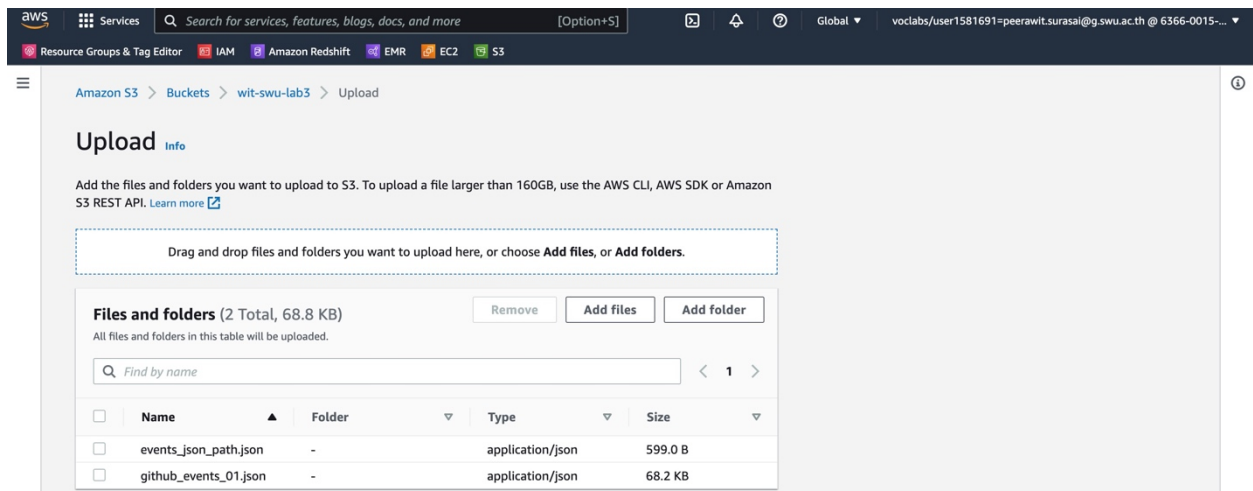 aws Services Search for services, features, blogs, docs, and more [Option+S] Global ▼ voclabs/user1581691=peerawit.surasai@g.swu.ac.th @ 6366-0015-... ▼
Resource Groups & Tag Editor IAM Amazon Redshift EMR EC2 S3
Amazon S3 > Buckets > wit-swu-lab3 > Upload
Upload Info
Add the files and folders you want to upload to S3. To upload a file larger than 160GB, use the AWS CLI, AWS SDK or Amazon
S3 REST API. Learn more
Drag and drop files and folders you want to upload here, or choose Add files, or Add folders.
Files and folders (2 Total, 68.8 KB) Remove Add files Add folder
All files and folders in this table will be uploaded.
Find by name < 1 >
Name ▲ Folder ▽ Type ▽ Size ▽
events_json_path.json - application/json 599.0 B
github_events_01.json - application/json 68.2 KB